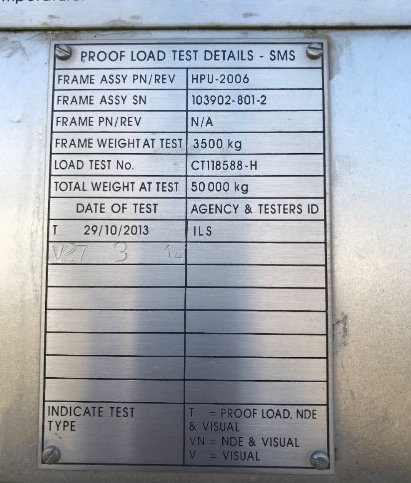 PROOF LOAD TEST DETAILS - SMS
FRAME ASSY PN/REV HPU-2006
FRAME ASSY SN 103902-801-2
FRAME PN/REV N/A
FRAME WEIGHT AT TEST 3500 kg
LOAD TEST No. CT118588-H
TOTAL WEIGHT AT TEST 50000 kg
DATE OF TEST AGENCY & TESTERS ID
T 29/10/2013 ILS
V27 3 14
INDICATE TEST TYPE
T = PROOF LOAD, NDE & VISUAL
VN = NDE & VISUAL
V = VISUAL